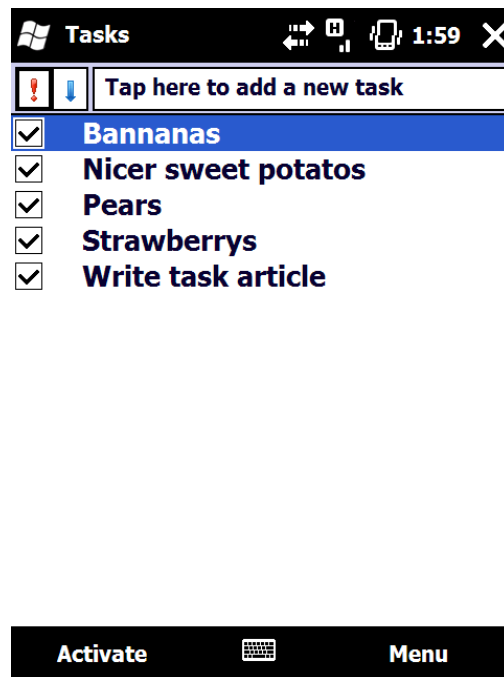 Tasks H 1:59
Tap here to add a new task
Bannanas
Nicer sweet potatos
Pears
Strawberrys
Write task article
Activate Menu